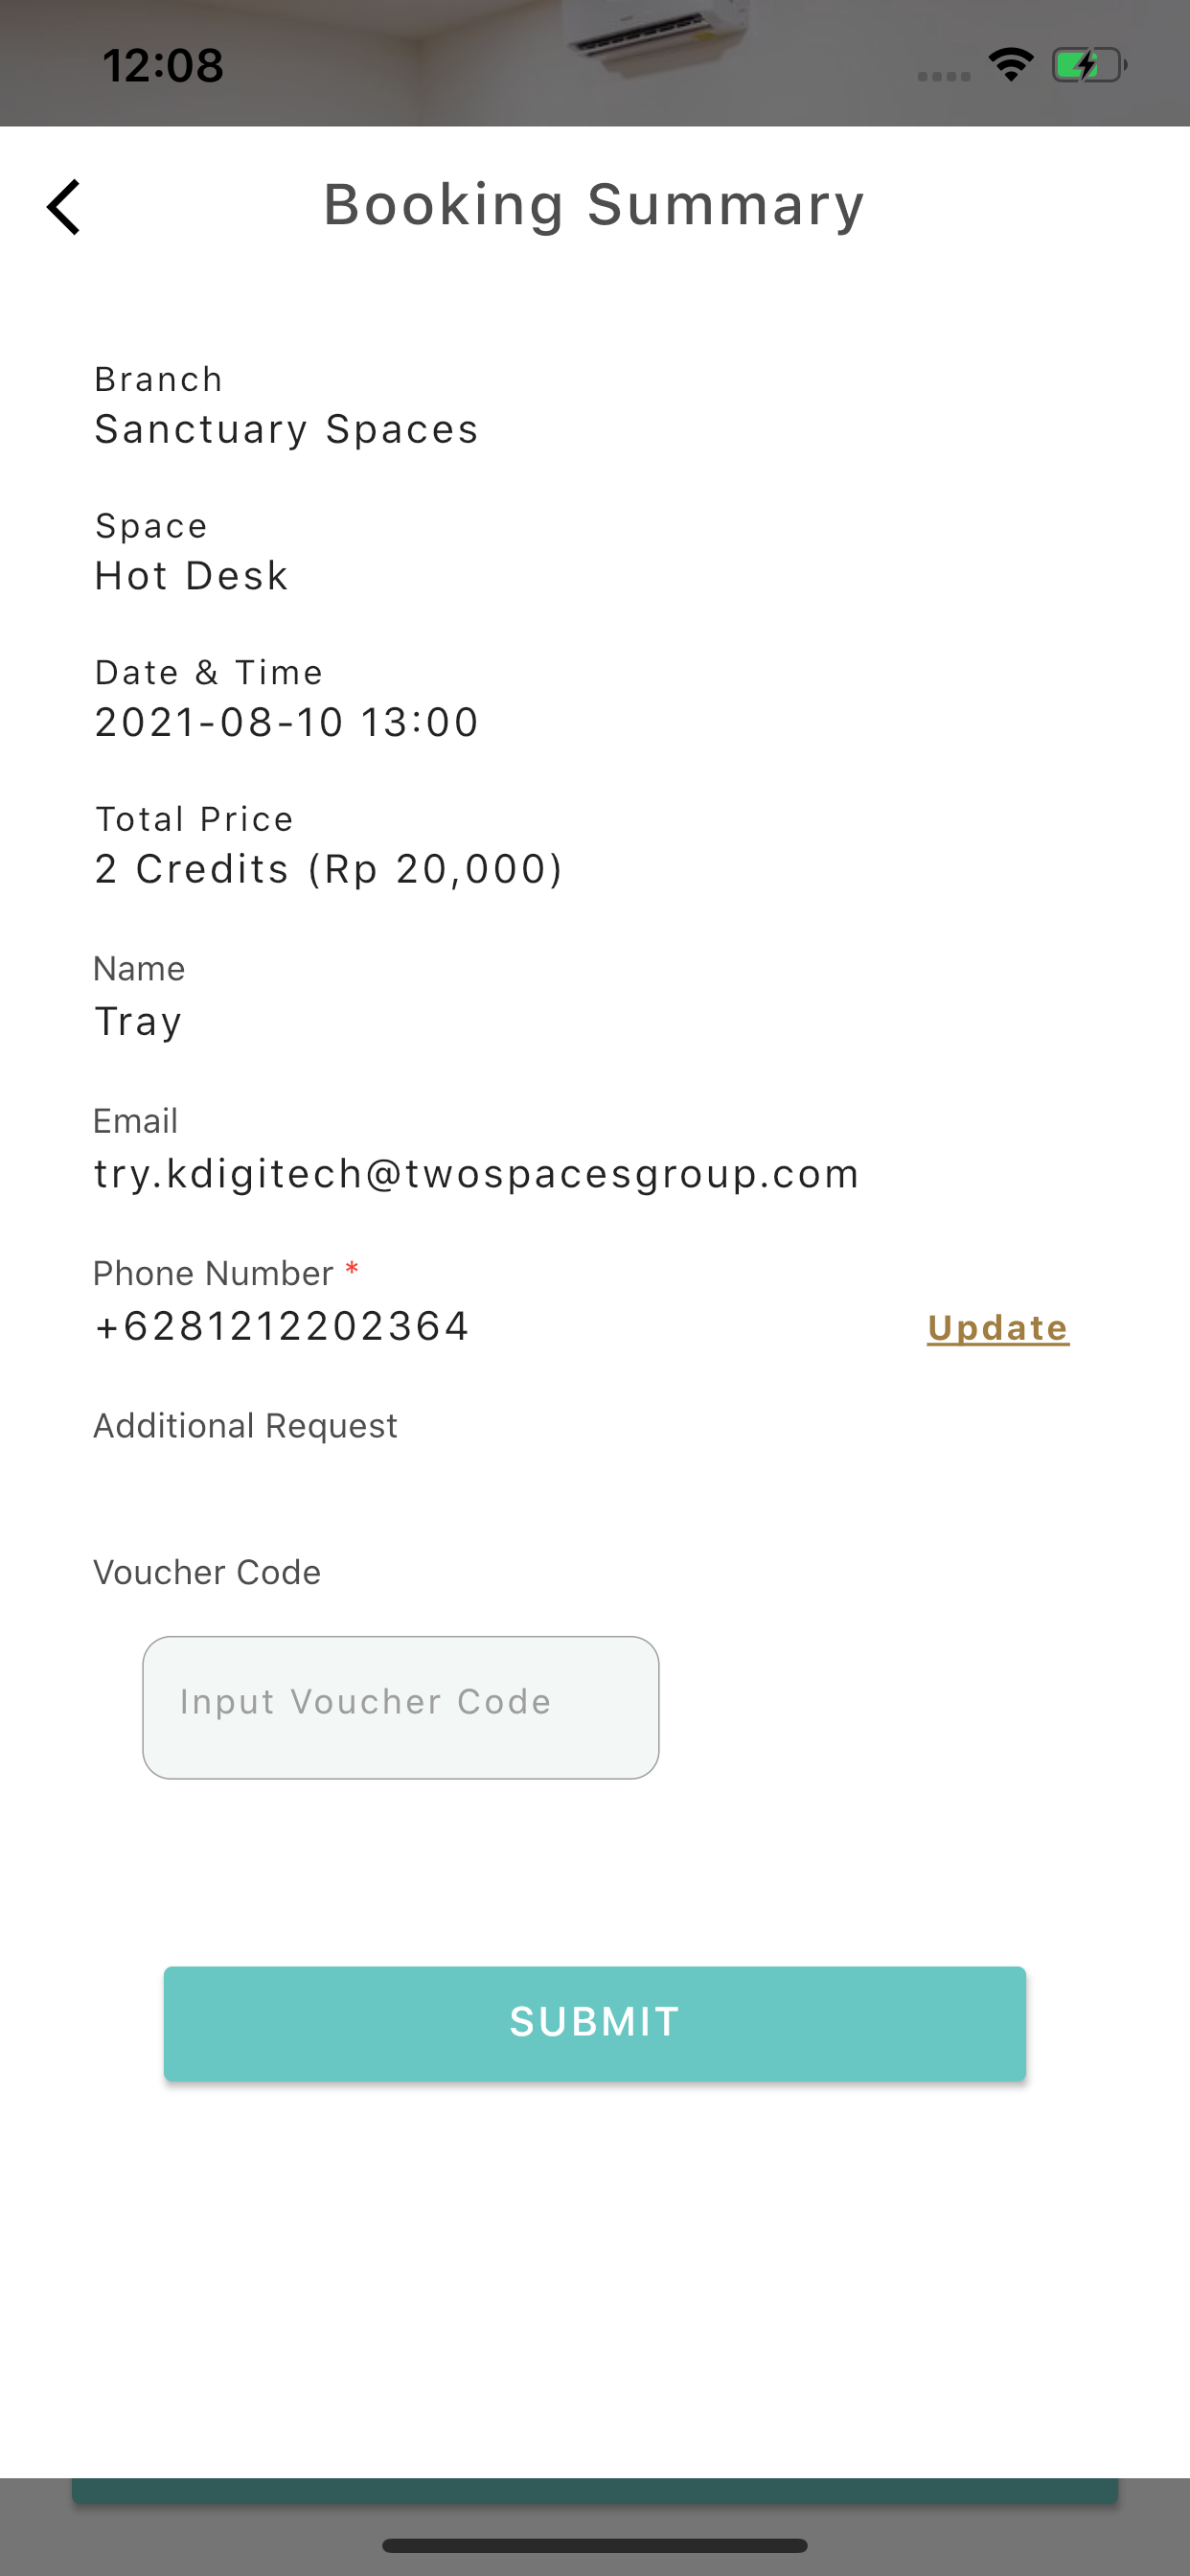 12:08
Booking Summary
Branch
Sanctuary Spaces
Space
Hot Desk
Date & Time
2021-08-10 13:00
Total Price
2 Credits (Rp 20,000)
Name
Tray
Email
try.kdigitech@twospacesgroup.com
Phone Number *
+6281212202364
Update
Additional Request
Voucher Code
Input Voucher Code
SUBMIT